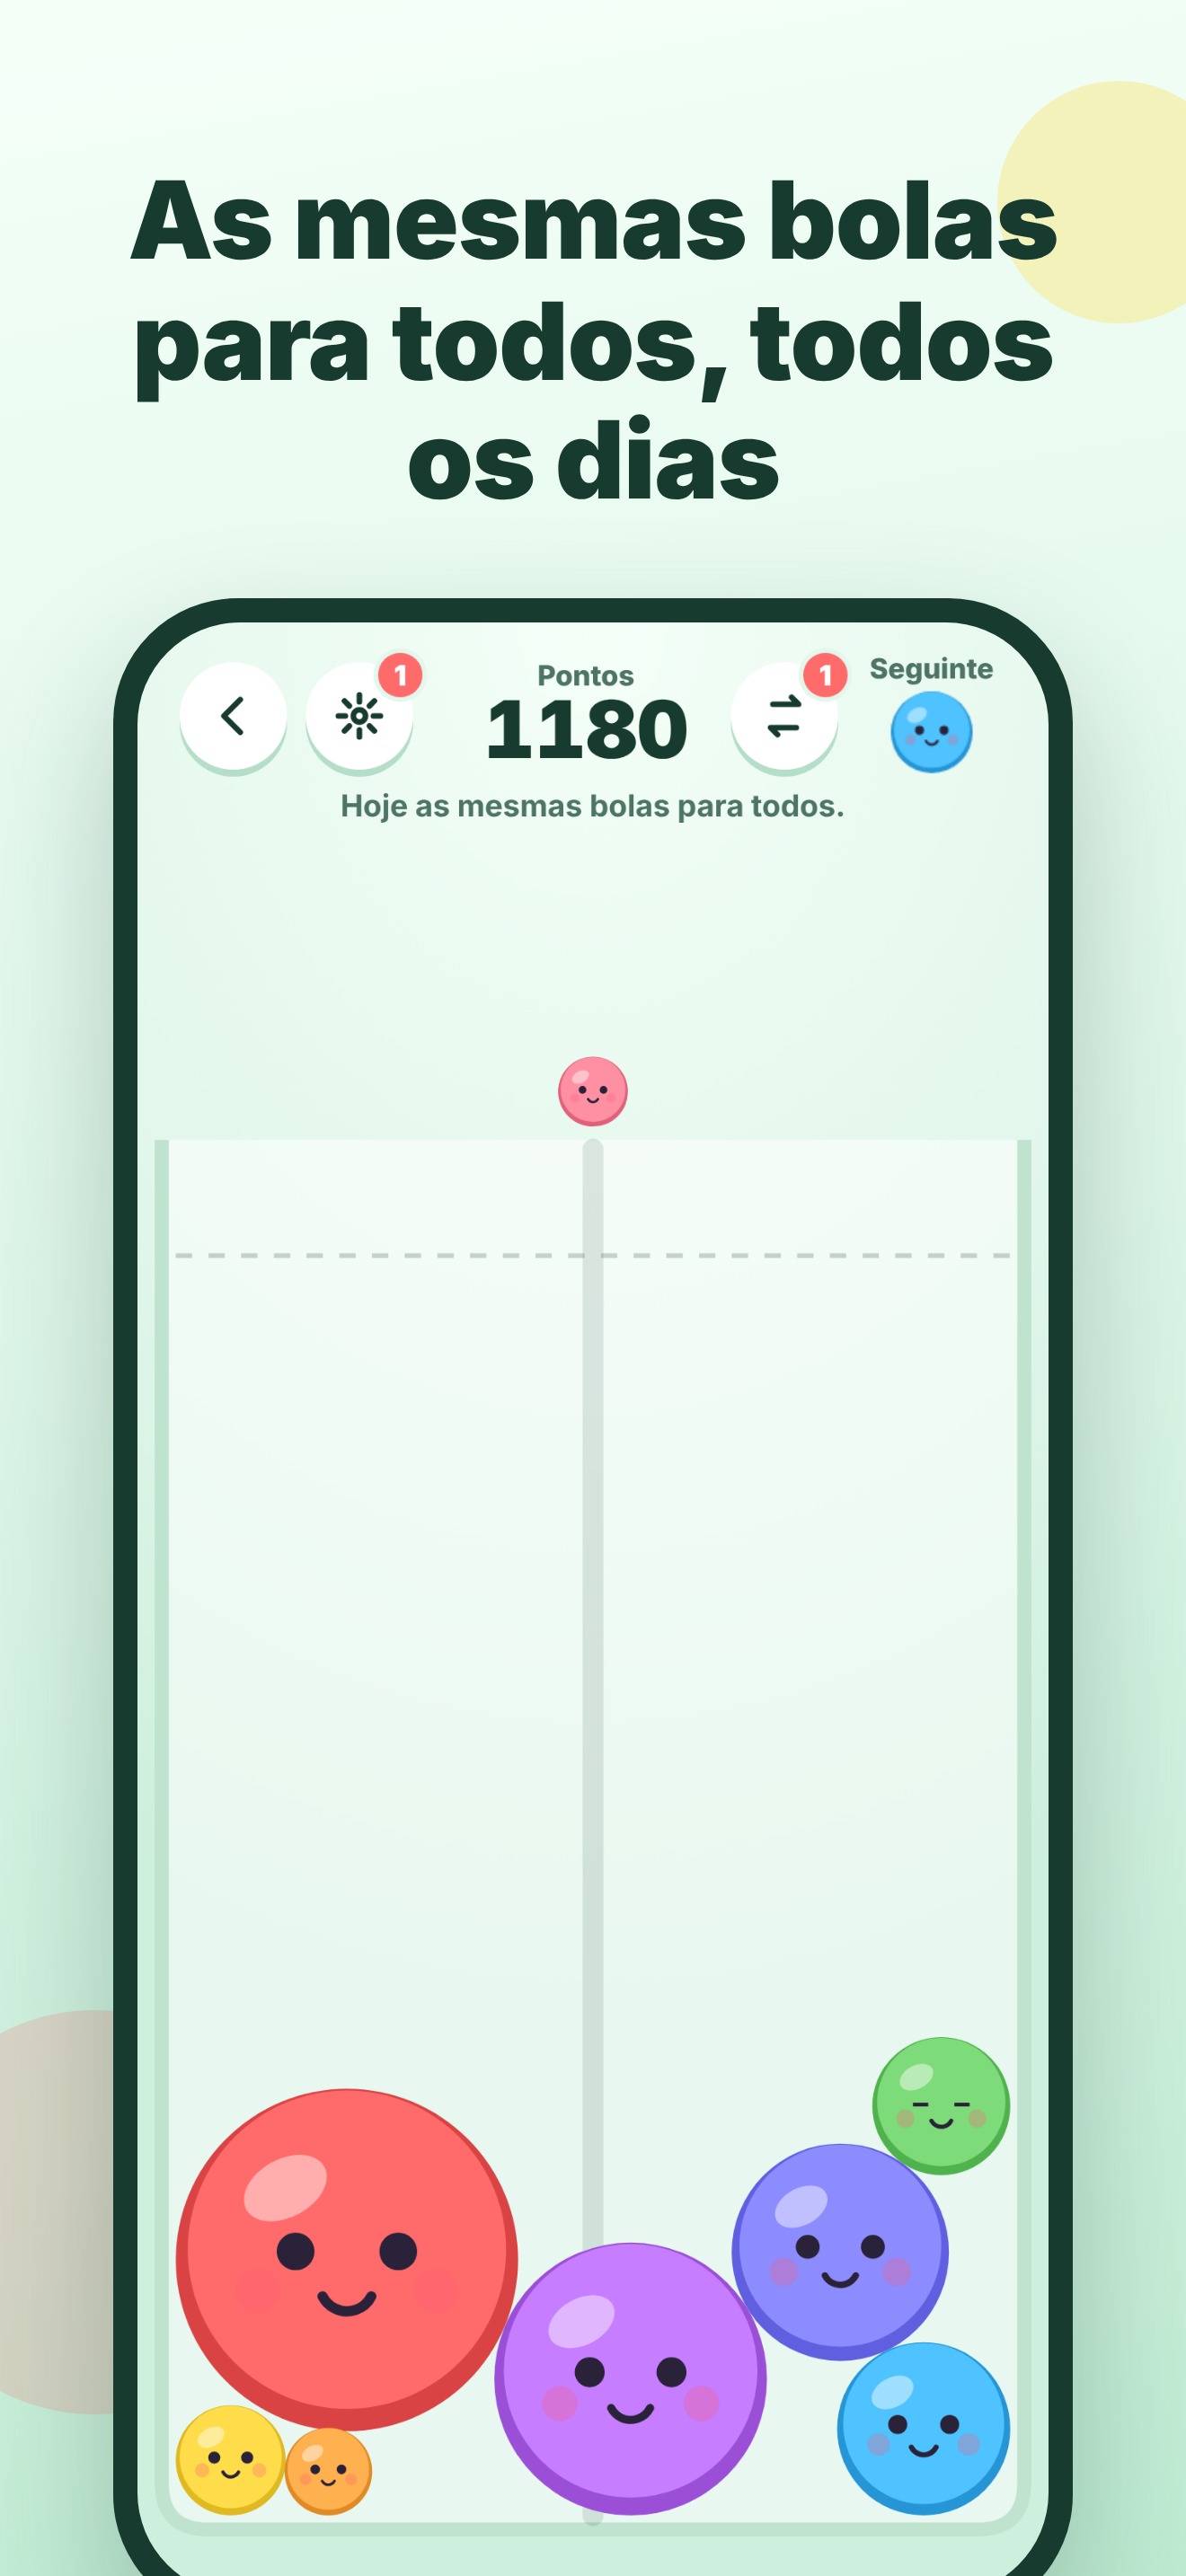 As mesmas bolas
para todos, todos
os dias
1
Pontos
1180
1
Seguinte
Hoje as mesmas bolas para todos.